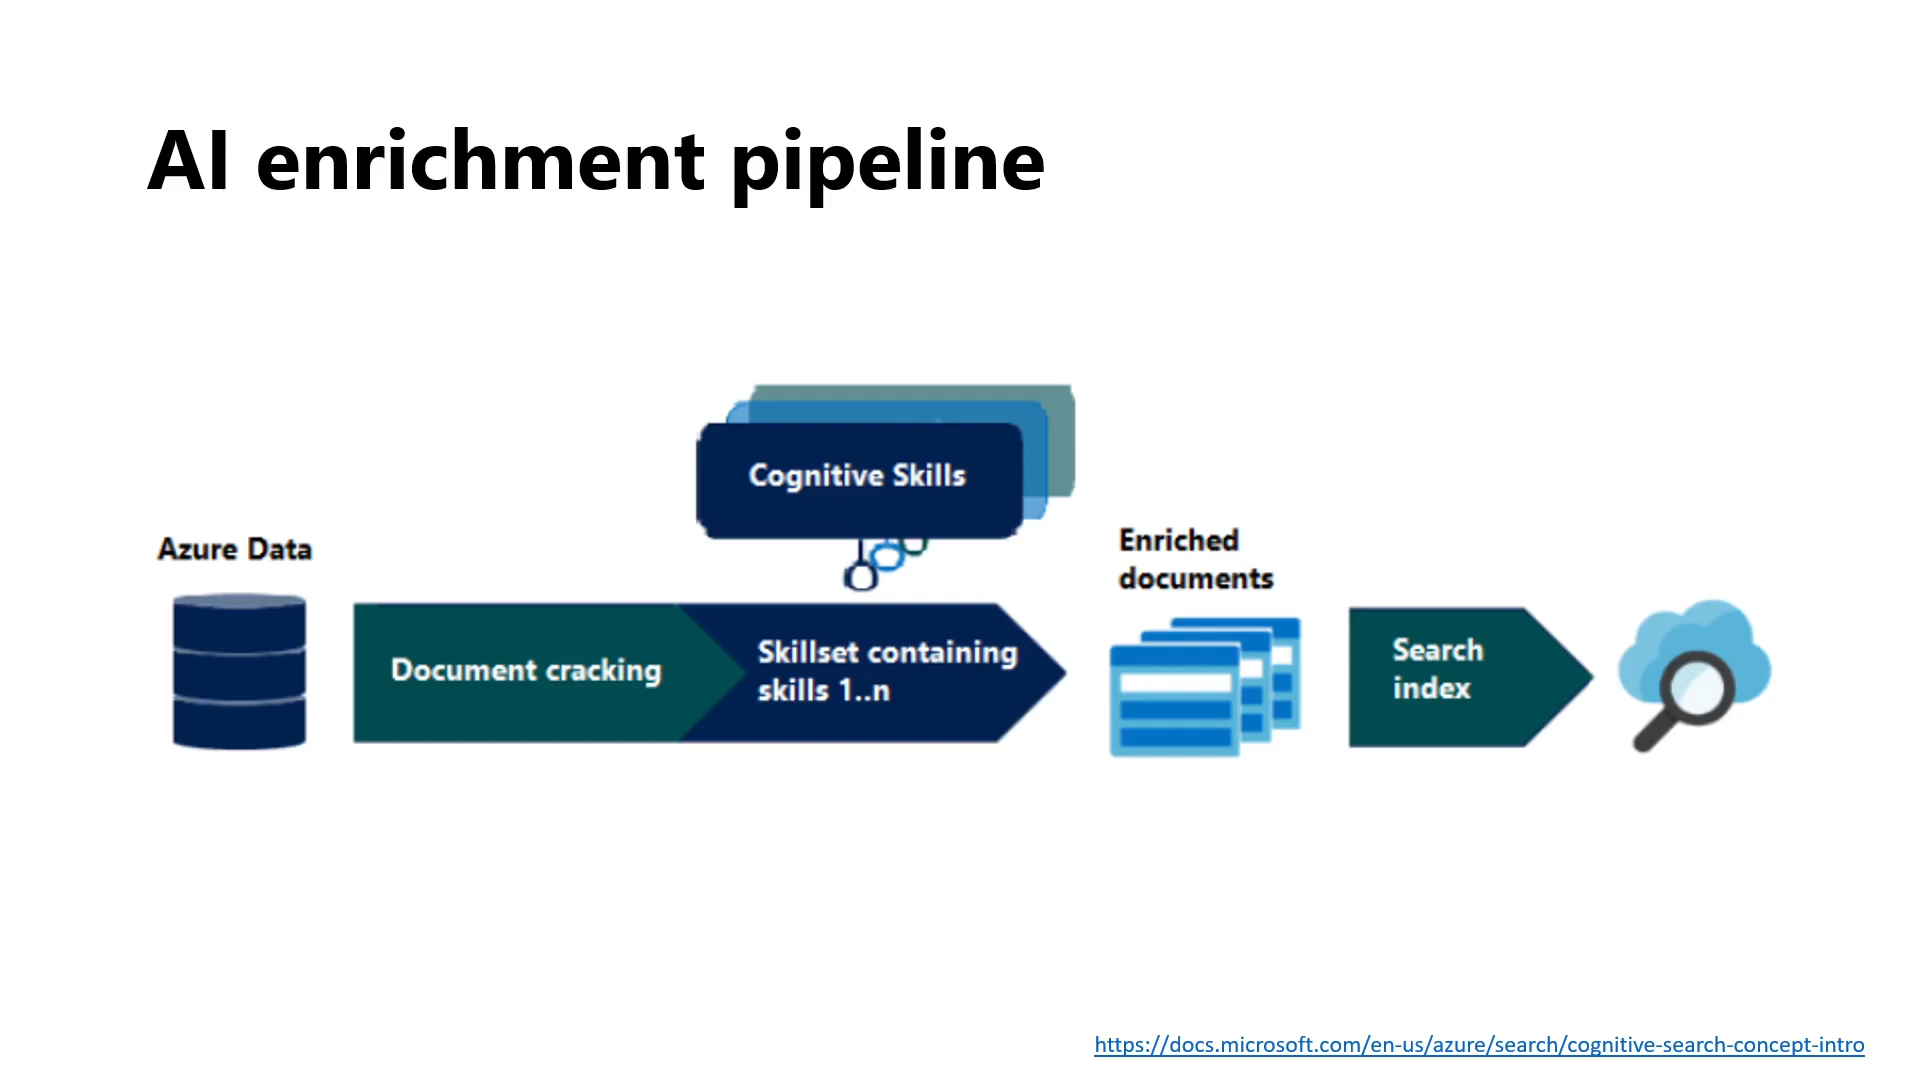 AI enrichment pipeline
Cognitive Skills
Azure Data
Document cracking
Skillset containing
skills 1..n
Enriched
documents
Search
index
https://docs.microsoft.com/en-us/azure/search/cognitive-search-concept-intro